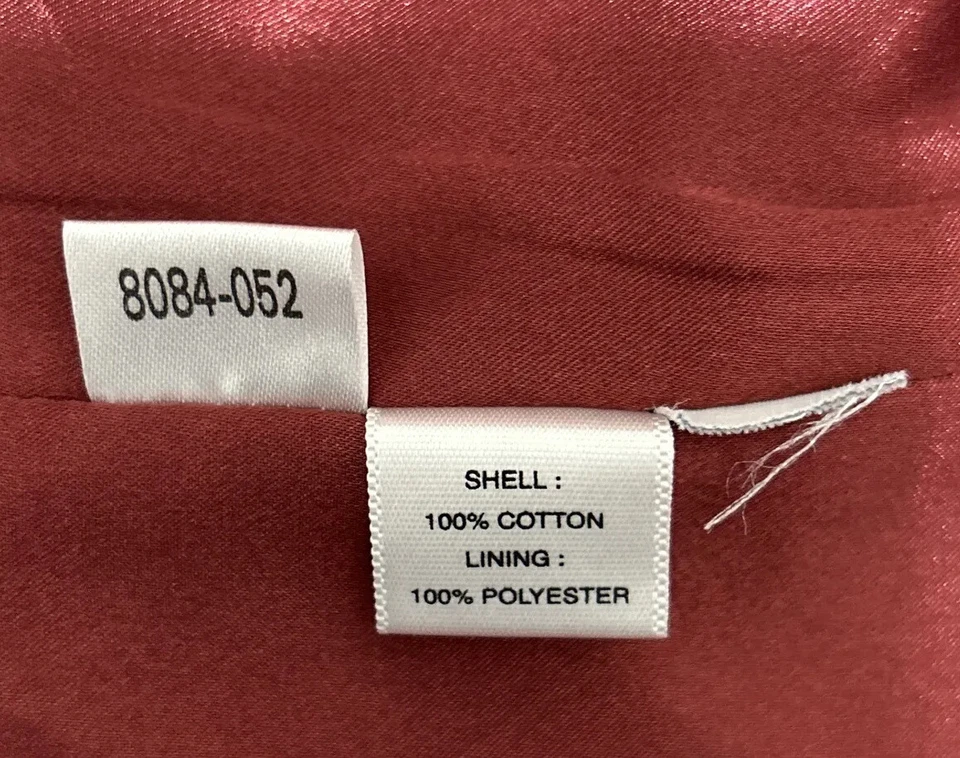 8084-052
SHELL :
100% COTTON
LINING :
100% POLYESTER